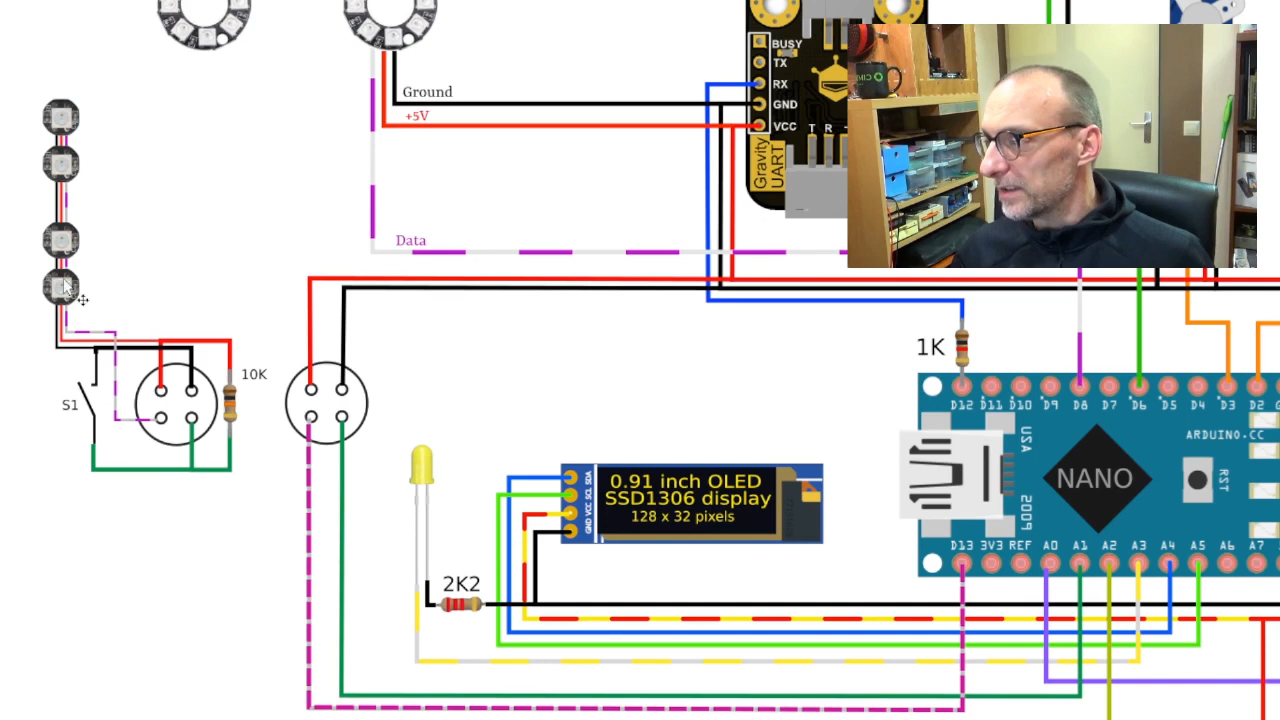 BUSY
TX
RX
GND
VCC
T R -
Gravity
UART
Ground
+5V
Data
10K
S1
1K
D12 D11 D10 D9 D8 D7 D6 D5 D4 D3 D2
USA
ARDUINO.CC
NANO
RST
2009
D13 3V3 REF A0 A1 A2 A3 A4 A5 A6 A7
GND VCC SCL SDA
0.91 inch OLED
SSD1306 display
128 x 32 pixels
2K2